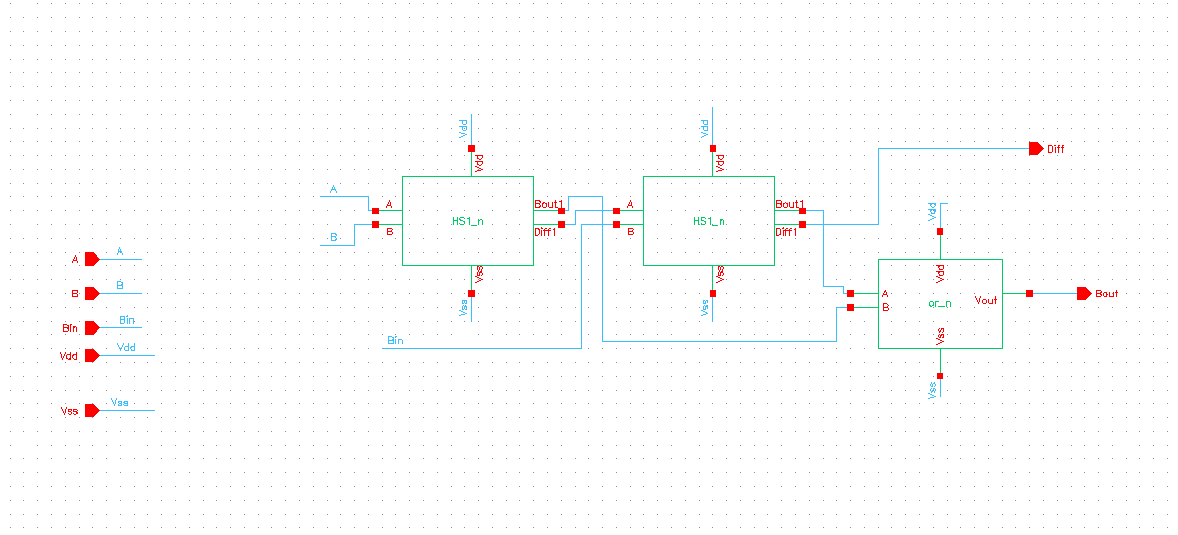 Vdd
Vdd
Vdd
Vdd
Diff
A
A
Bout1
A
Bout1
B
HS1_n
Diff1
B
HS1_n
Diff1
B
Vdd
A
A
Vss
Vss
Vdd
B
B
A
Vout
Bout
Vss
Vss
or_n
B
Bin
Bin
Vss
Bin
Vdd
Vdd
Vss
Vss
Vss